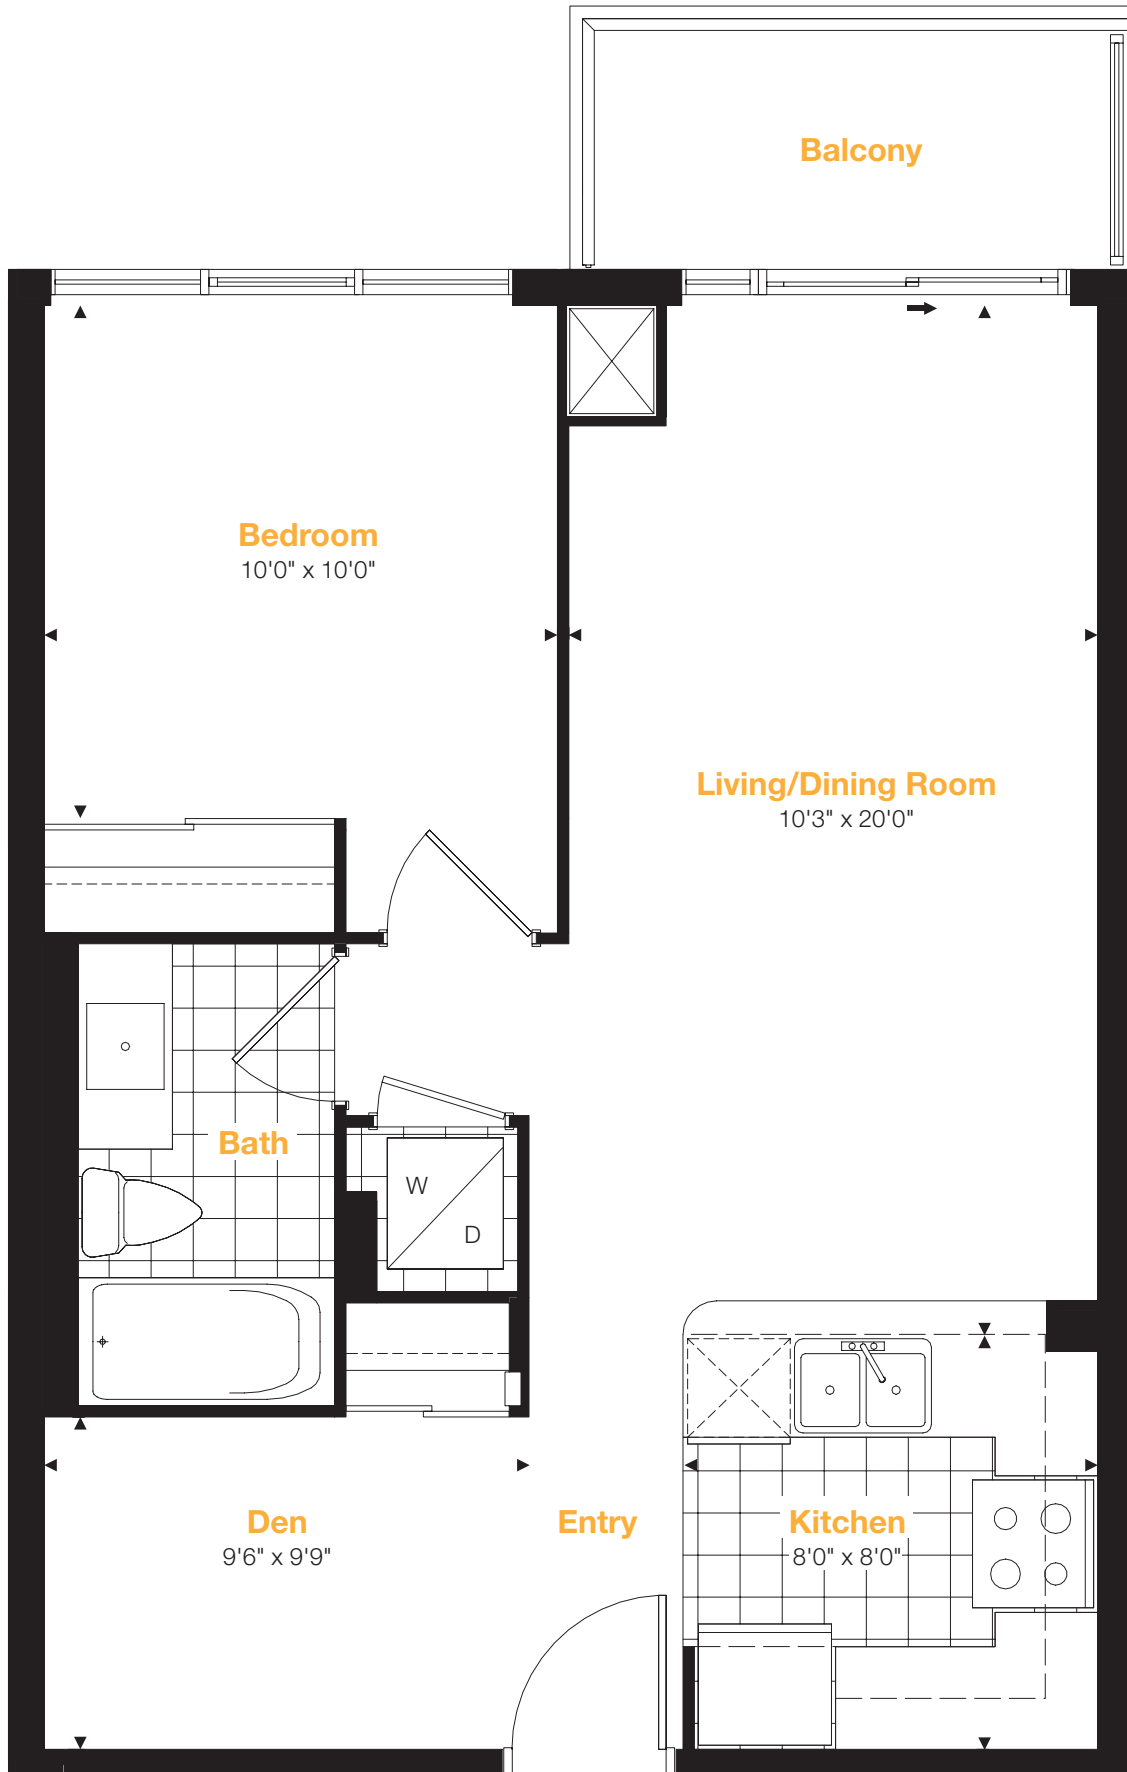 Balcony
Bedroom
10'0" x 10'0"
Living/Dining Room
10'3" x 20'0"
Bath
W
D
Den
9'6" x 9'9"
Entry
Kitchen
8'0" x 8'0"